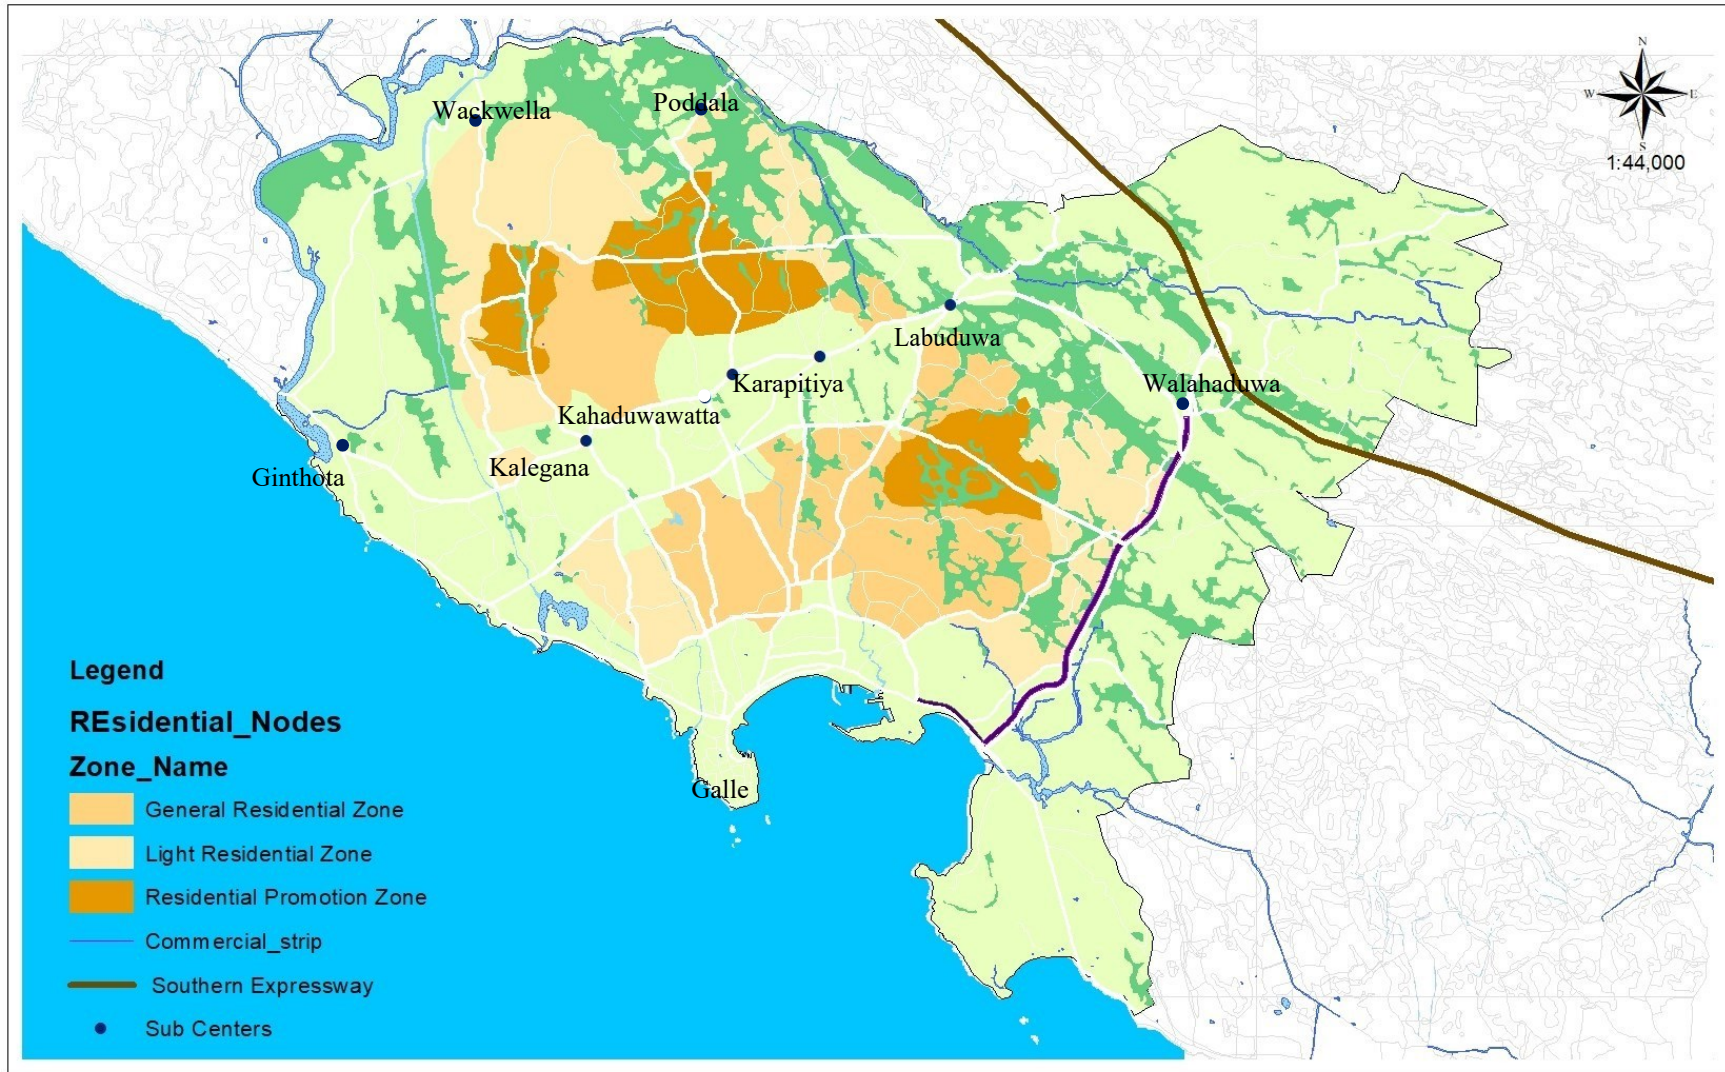 N
W E
S
1:44,000
Wackwella
Poddala
Labuduwa
Karapitiya
Walahaduwa
Kahaduwawatta
Kalegana
Ginthota
Galle
Legend
REsidential_Nodes
Zone_Name
General Residential Zone
Light Residential Zone
Residential Promotion Zone
Commercial_strip
Southern Expressway
Sub Centers